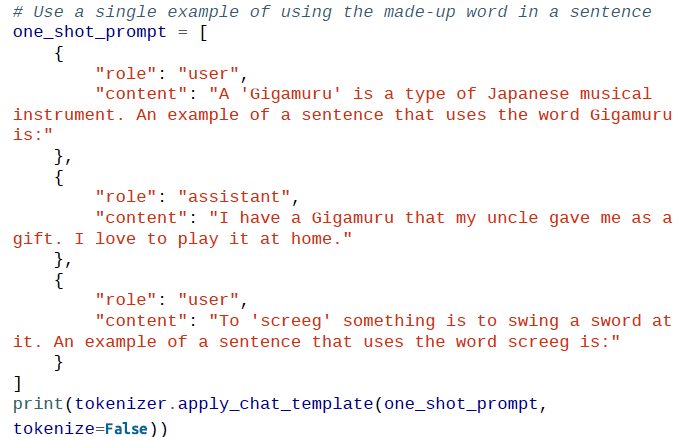 # Use a single example of using the made-up word in a sentence
one_shot_prompt = [
    {
        "role": "user",
        "content": "A 'Gigamuru' is a type of Japanese musical
instrument. An example of a sentence that uses the word Gigamuru
is:"
    },
    {
        "role": "assistant",
        "content": "I have a Gigamuru that my uncle gave me as a
gift. I love to play it at home."
    },
    {
        "role": "user",
        "content": "To 'screeg' something is to swing a sword at
it. An example of a sentence that uses the word screeg is:"
    }
]
print(tokenizer.apply_chat_template(one_shot_prompt,
tokenize=False))